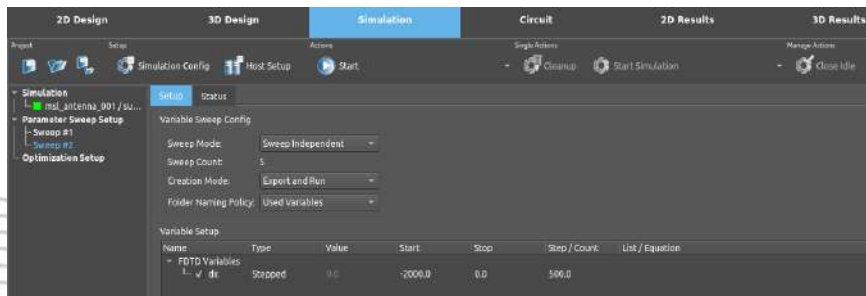 2D Design 3D Design Simulation Circuit 2D Results 3D Results
Project Setup Actions Single Actions Manage Actions
Simulation Config Host Setup Start Cleanup Start Simulation Close Idle
Simulation
msl_antenna_001 / su...
Parameter Sweep Setup
Sweep #1
Sweep #2
Optimization Setup
Setup Status
Variable Sweep Config
Sweep Mode: Sweep Independent
Sweep Count: 5
Creation Mode: Export and Run
Folder Naming Policy: Used Variables
Variable Setup
Name Type Value Start Stop Step / Count List / Equation
FDTD Variables
Stepped 0.0 -2000.0 0.0 500.0